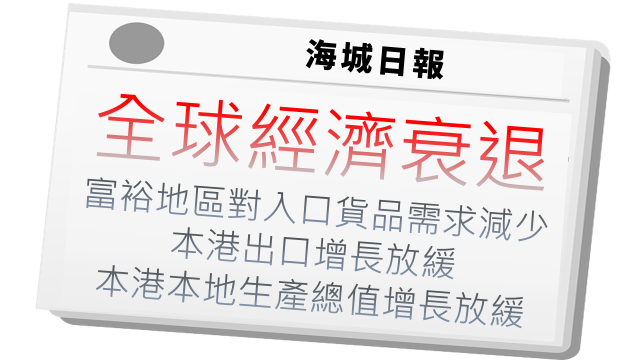 海城日報
全球經濟衰退
富裕地區對入口貨品需求減少
本港出口增長放緩
本港本地生產總值增長放緩